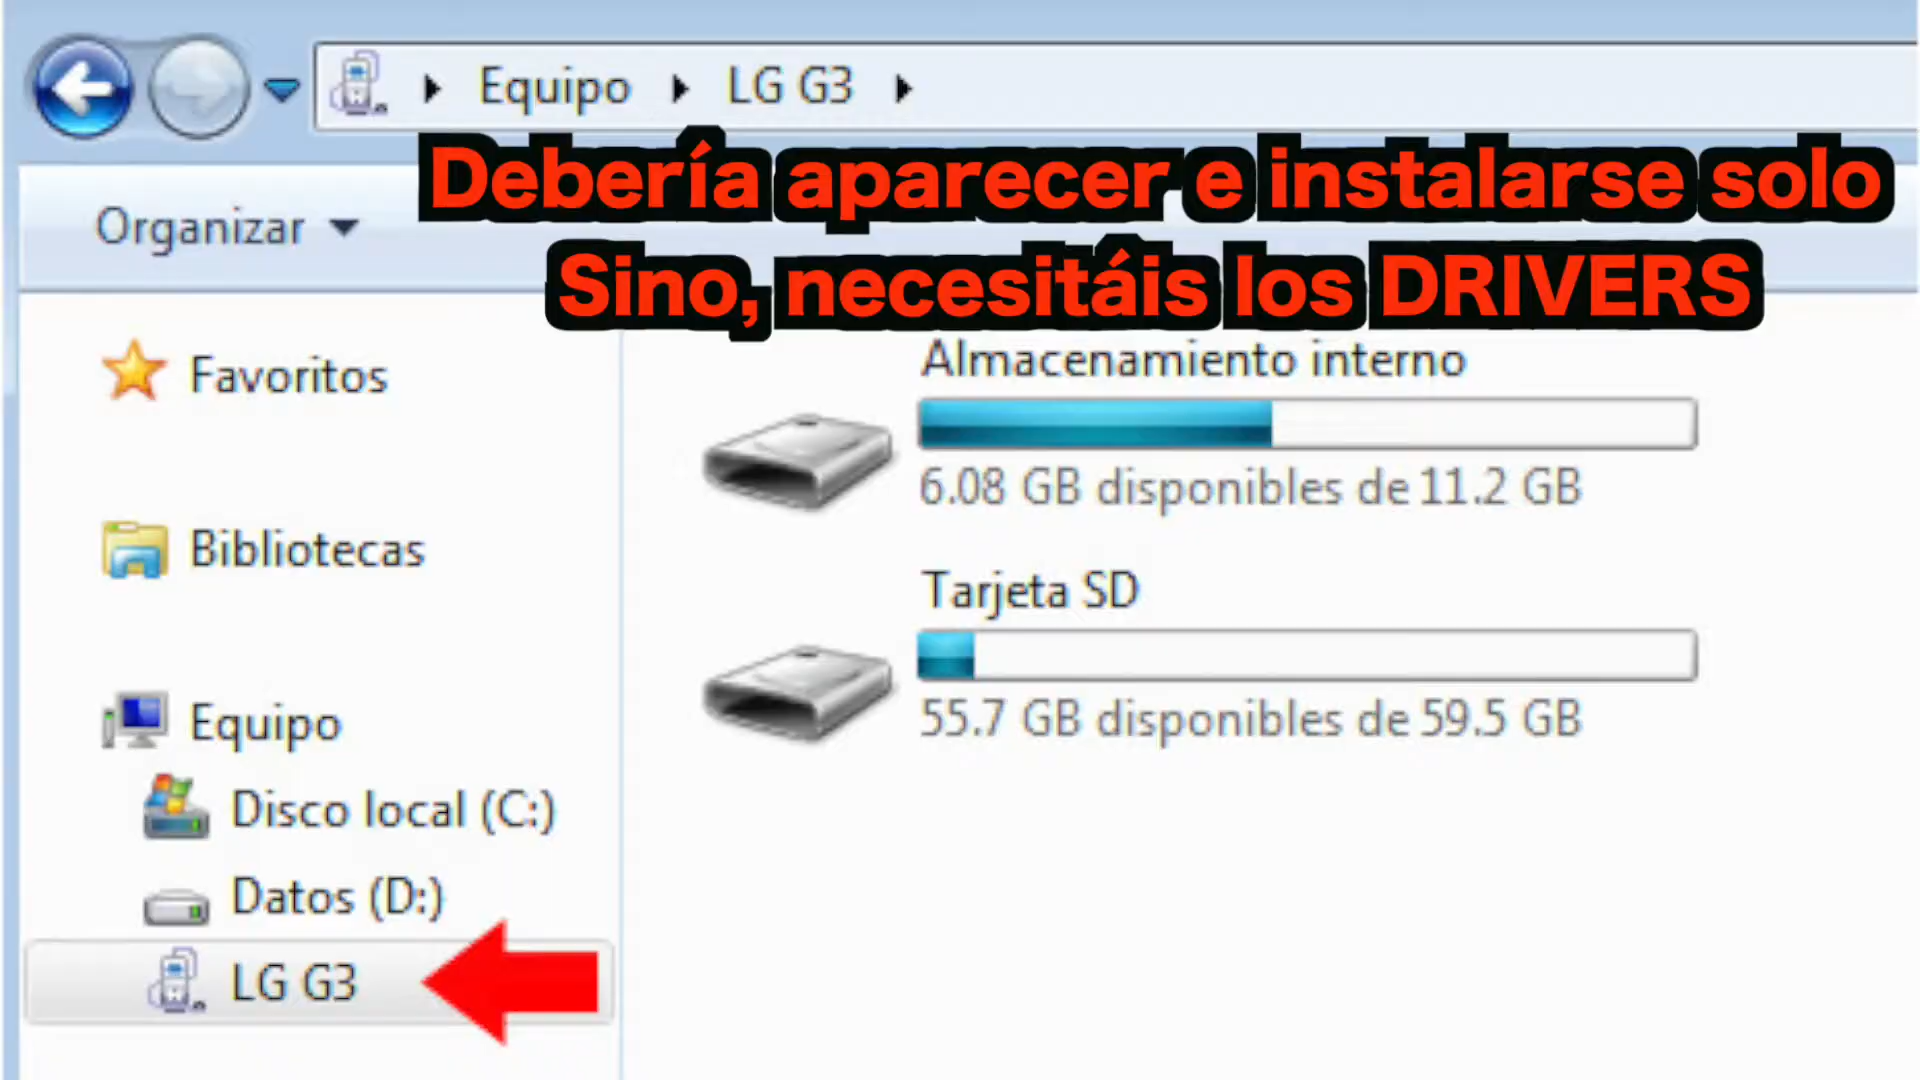 Equipo LG G3
Debería aparecer e instalarse solo
Organizar
Sino, necesitáis los DRIVERS
Favoritos
Bibliotecas
Equipo
Disco local (C:)
Datos (D:)
LG G3
Almacenamiento interno
6.08 GB disponibles de 11.2 GB
Tarjeta SD
55.7 GB disponibles de 59.5 GB